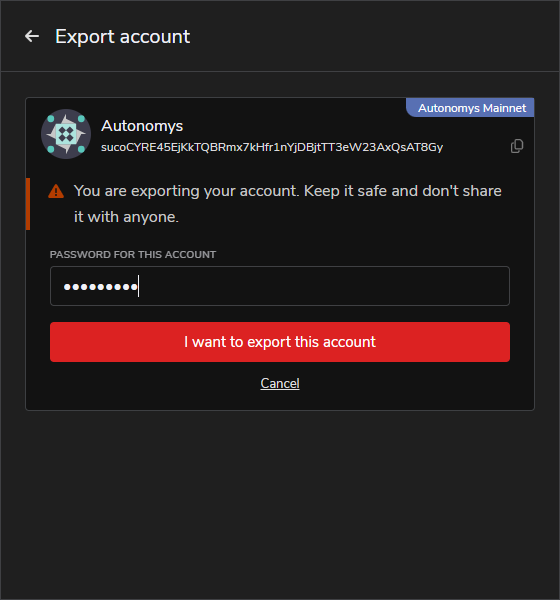 Export account
Autonomys Mainnet
Autonomys
sucoCYRE45EjKkTQBRmx7kHfr1nYjDBjtTT3eW23AxQsAT8Gy
You are exporting your account. Keep it safe and don't share
it with anyone.
PASSWORD FOR THIS ACCOUNT
●●●●●●●●●
I want to export this account
Cancel